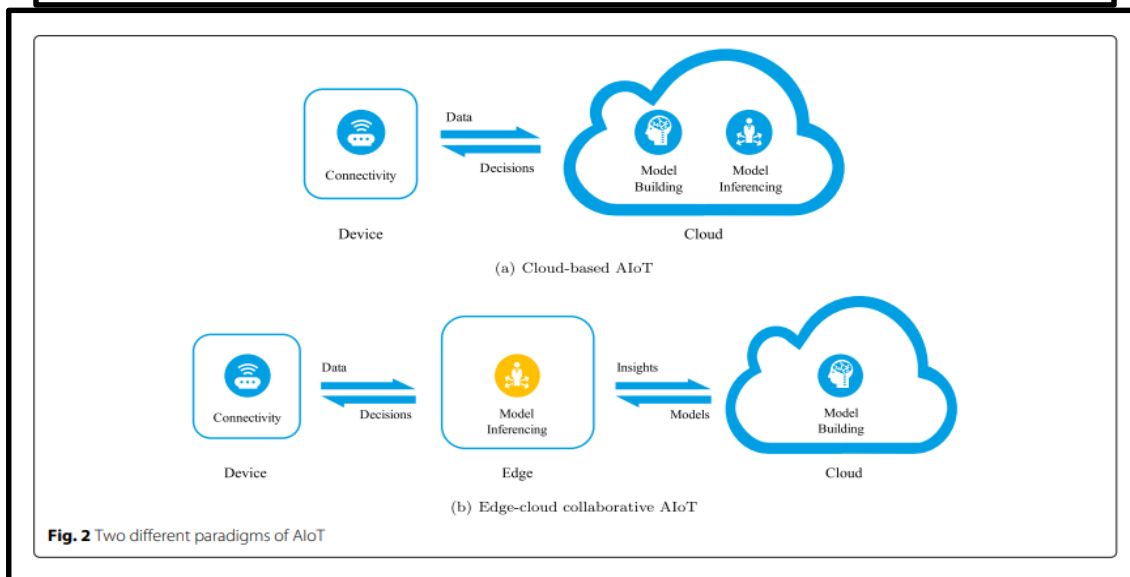 Data
Connectivity
Decisions
Model
Building
Model
Inferencing
Device
Cloud
(a) Cloud-based AIoT
Data
Insights
Connectivity
Decisions
Model
Inferencing
Models
Model
Building
Device
Edge
Cloud
(b) Edge-cloud collaborative AIoT
Fig. 2 Two different paradigms of AIoT